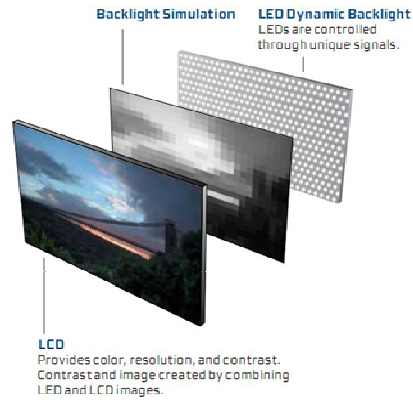 Backlight Simulation
LED Dynamic Backlight
LEDs are controlled
through unique signals.
LCD
Provides color, resolution, and contrast.
Contrast and image created by combining
LED and LCD images.